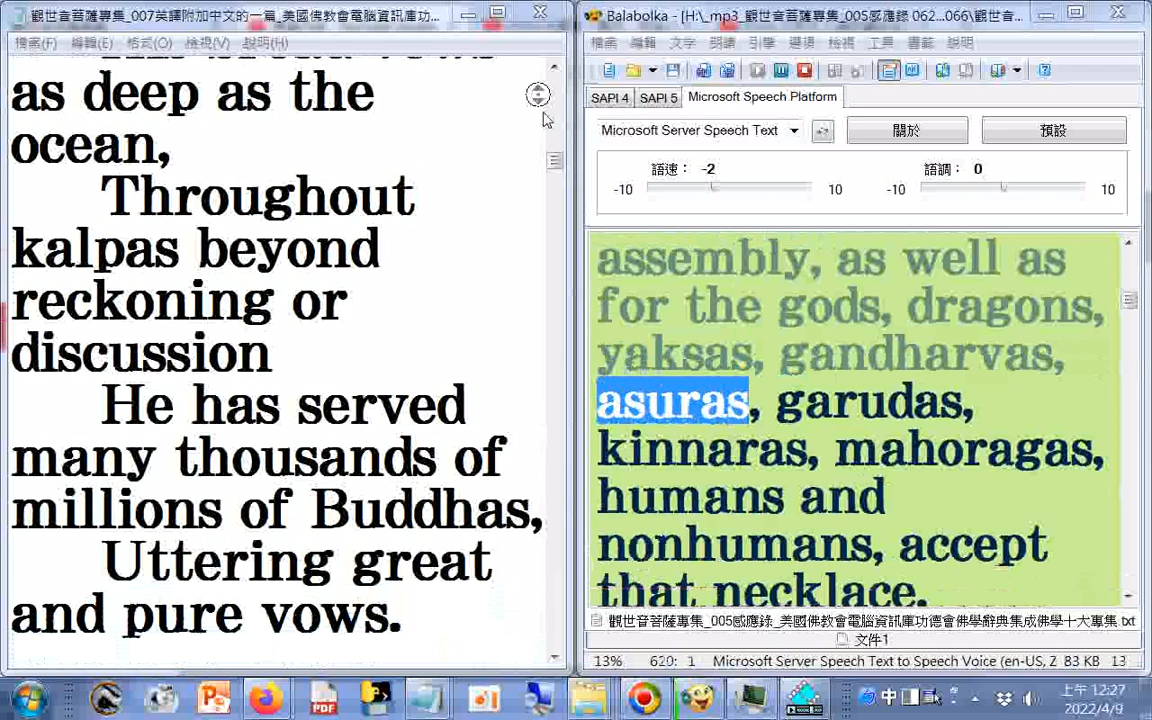 觀世音菩薩專集_007英譯附加中文的一篇_美國佛教會電腦資訊庫功...
檔案(F) 編輯(E) 格式(O) 檢視(V) 說明(H)
as deep as the
ocean,
Throughout
kalpas beyond
reckoning or
discussion
He has served
many thousands of
millions of Buddhas,
Uttering great
and pure vows.
Balabolka - [H:\_mp3_觀世音菩薩專集_005感應錄 062...066\觀世音...
檔案 編輯 文字 朗讀 引擎 選項 檢視 工具 書籤 說明
SAPI 4 SAPI 5 Microsoft Speech Platform
Microsoft Server Speech Text 關於 預設
語速： -2 語調： 0
-10 10 -10 10
assembly, as well as
for the gods, dragons,
yaksas, gandharvas,
asuras, garudas,
kinnaras, mahoragas,
humans and
nonhumans, accept
that necklace.
觀世音菩薩專集_005感應錄_美國佛教會電腦資訊庫功德會佛學辭典集成佛學十大專集 txt
文件1
13% 620: 1 Microsoft Server Speech Text to Speech Voice (en-US, Z 83 KB 13
中 上午 12:27
2022/4/9